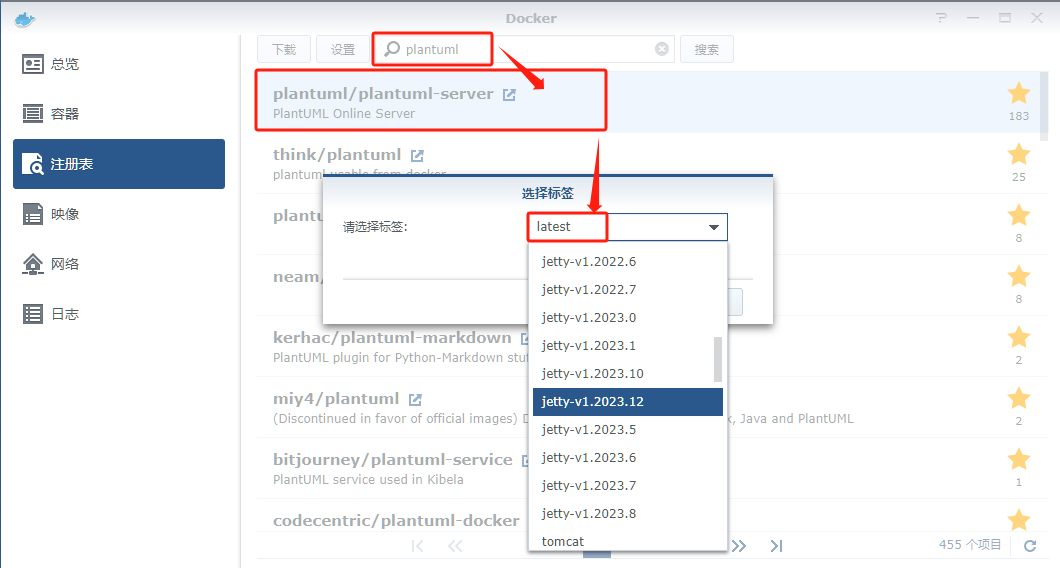 Docker
总览
容器
注册表
映像
网络
日志
下载
设置
plantuml
搜索
plantuml/plantuml-server
PlantUML Online Server
183
think/plantuml
plantuml usable from docker
25
8
neam/
8
kerhac/plantuml-markdown
PlantUML plugin for Python-Markdown
2
miy4/plantuml
(Discontinued in favor of official images)
, Java and PlantUML
2
bitjourney/plantuml-service
PlantUML service used in Kibela
1
codecentric/plantuml-docker
455 个项目
选择标签
请选择标签:
latest
jetty-v1.2022.6
jetty-v1.2022.7
jetty-v1.2023.0
jetty-v1.2023.1
jetty-v1.2023.10
jetty-v1.2023.12
jetty-v1.2023.5
jetty-v1.2023.6
jetty-v1.2023.7
jetty-v1.2023.8
tomcat